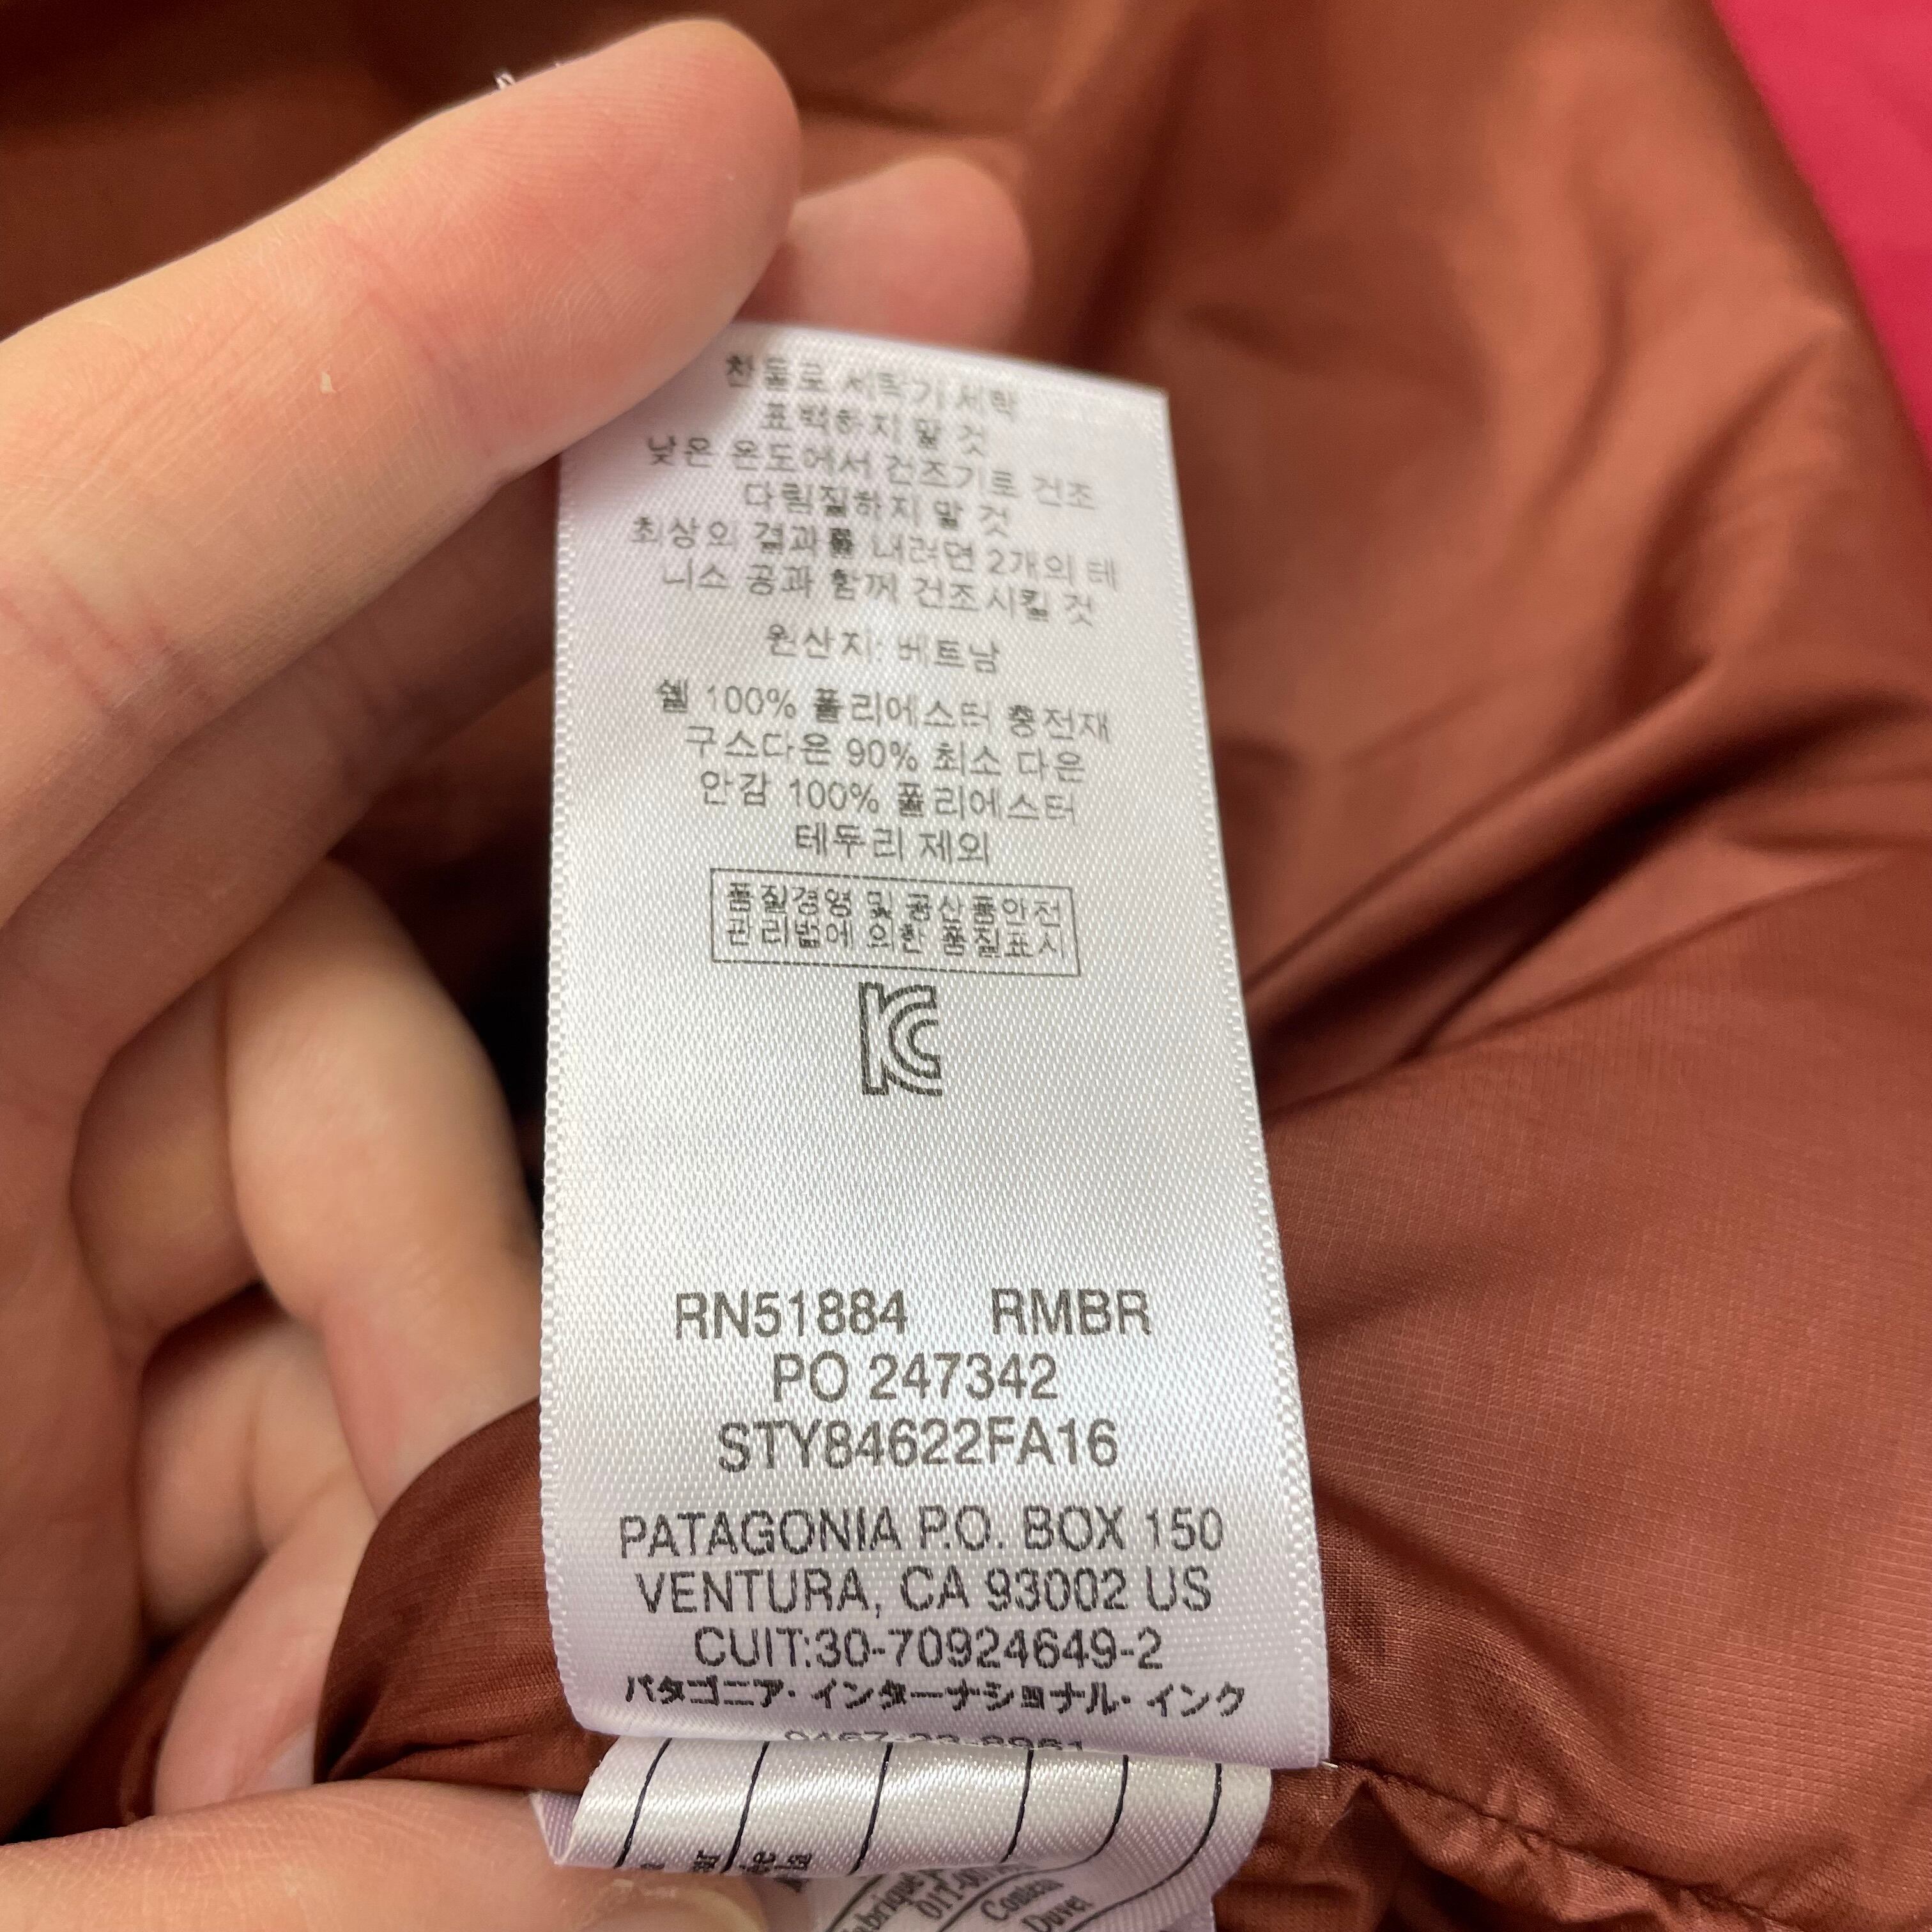 찬물로 세탁기 세탁
표백하지 말 것
낮은 온도에서 건조기로 건조
다림질하지 말 것
최상의 결과를 내려면 2개의 테
니스 공과 함께 건조시킬 것
원산지: 베트남
쉘 100% 폴리에스터 충전재
구스다운 90% 최소 다운
안감 100% 폴리에스터
테두리 제외
품질경영 및 공산품안전
관리법에 의한 품질표시
KC
RN51884 RMBR
PO 247342
STY84622FA16
PATAGONIA P.O. BOX 150
VENTURA, CA 93002 US
CUIT:30-70924649-2
パタゴニア・インターナショナル・インク
Contenu
Duvet